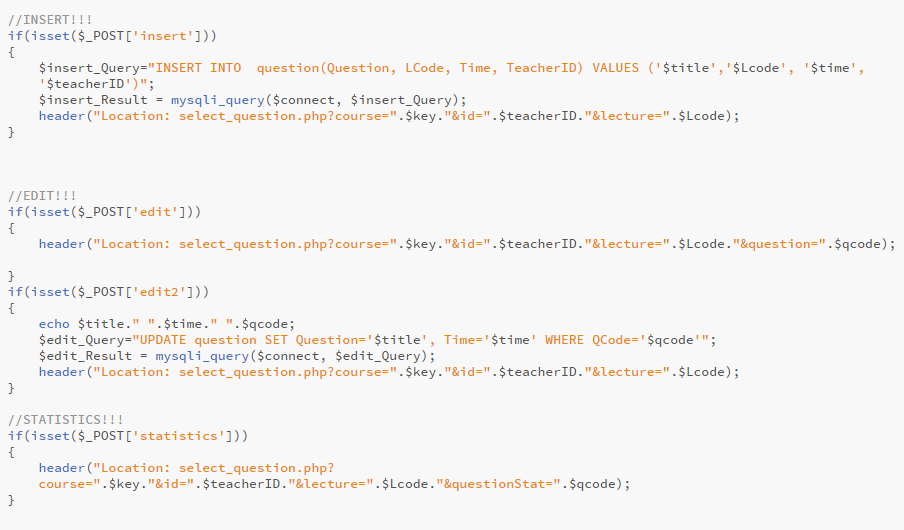 //INSERT!!!
if(isset($_POST['insert']))
{
    $insert_Query="INSERT INTO  question(Question, LCode, Time, TeacherID) VALUES ('$title','$Lcode', '$time',
    '$teacherID')";
    $insert_Result = mysqli_query($connect, $insert_Query);
    header("Location: select_question.php?course=".$key."&id=".$teacherID."&lecture=".$Lcode);
}
//EDIT!!!
if(isset($_POST['edit']))
{
    header("Location: select_question.php?course=".$key."&id=".$teacherID."&lecture=".$Lcode."&question=".$qcode);
}
if(isset($_POST['edit2']))
{
    echo $title." ".$time." ".$qcode;
    $edit_Query="UPDATE question SET Question='$title', Time='$time' WHERE QCode='$qcode'";
    $edit_Result = mysqli_query($connect, $edit_Query);
    header("Location: select_question.php?course=".$key."&id=".$teacherID."&lecture=".$Lcode);
}
//STATISTICS!!!
if(isset($_POST['statistics']))
{
    header("Location: select_question.php?
    course=".$key."&id=".$teacherID."&lecture=".$Lcode."&questionStat=".$qcode);
}